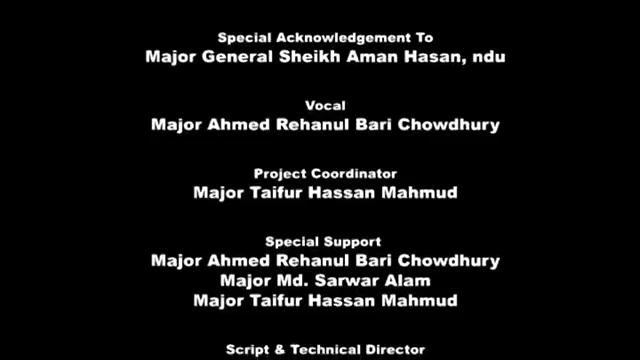 Special Acknowledgement To
Major General Sheikh Aman Hasan, ndu
Vocal
Major Ahmed Rehanul Bari Chowdhury
Project Coordinator
Major Taifur Hassan Mahmud
Special Support
Major Ahmed Rehanul Bari Chowdhury
Major Md. Sarwar Alam
Major Taifur Hassan Mahmud
Script & Technical Director